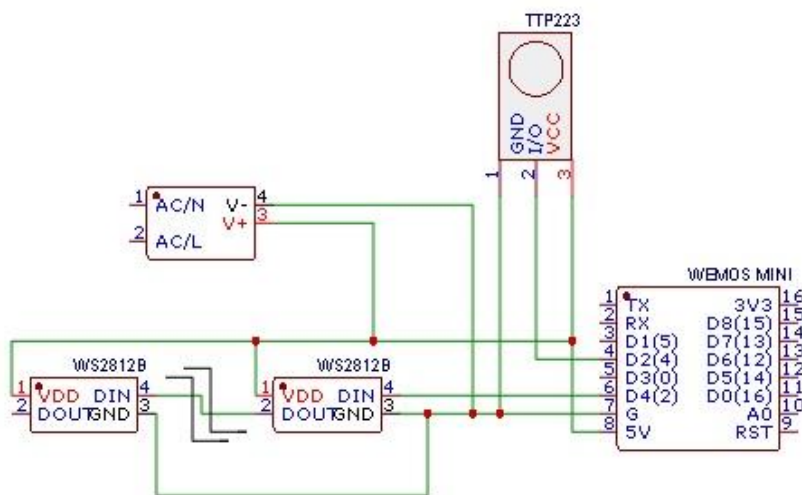 TTP223
GND
I/O
VCC
1
2
3
1 AC/N V- 4
V+ 3
2 AC/L
WEMOS MINI
1 TX 3V3 16
2 RX D8(15) 15
3 D1(5) D7(13) 14
4 D2(4) D6(12) 13
5 D3(0) D5(14) 12
6 D4(2) D0(16) 11
7 G A0 10
8 5V RST 9
WS2812B
1 VDD DIN 4
2 DOUT GND 3
WS2812B
1 VDD DIN 4
2 DOUT GND 3